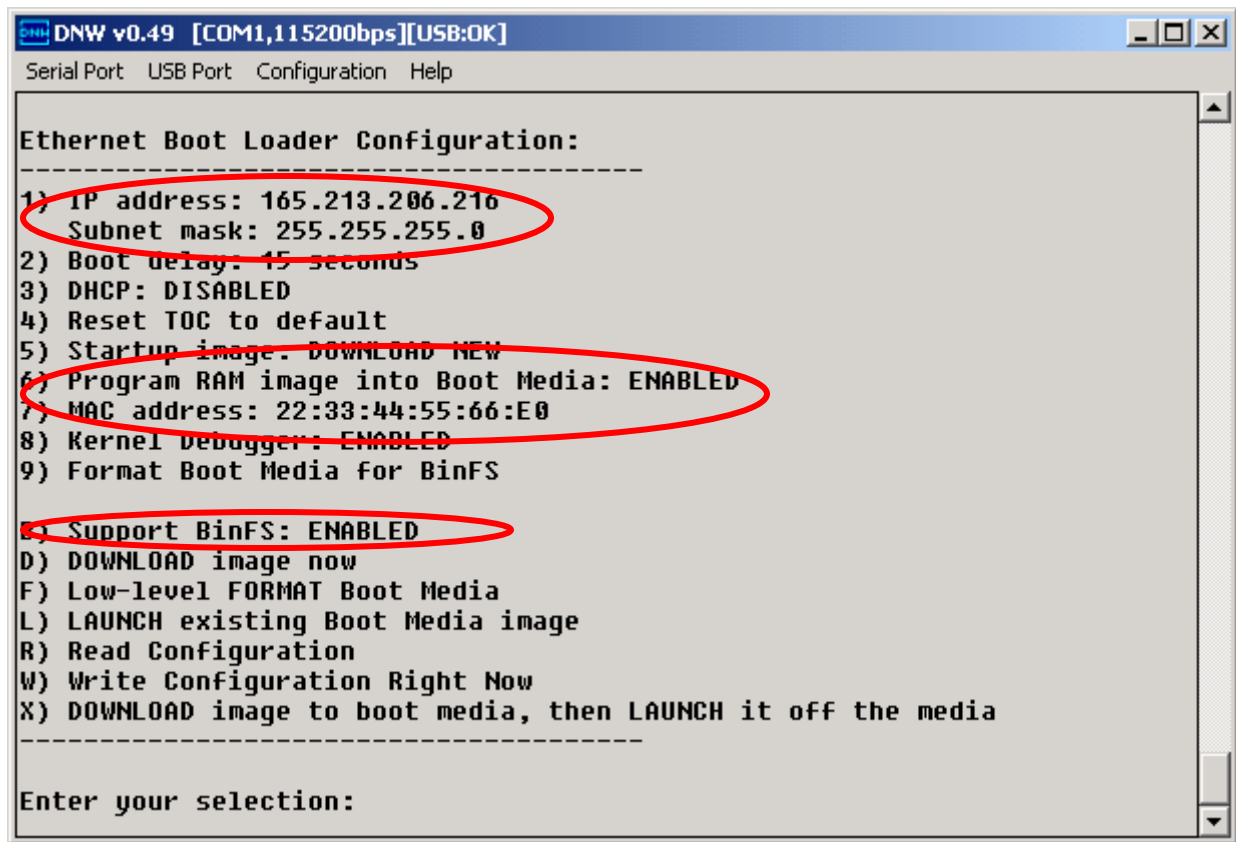 DNW v0.49 [COM1,115200bps][USB:OK]
Serial Port USB Port Configuration Help
Ethernet Boot Loader Configuration:
---------------------------------------
1) IP address: 165.213.206.216
Subnet mask: 255.255.255.0
2) Boot delay: 15 seconds
3) DHCP: DISABLED
4) Reset TOC to default
5) Startup image: DOWNLOAD NEW
6) Program RAM image into Boot Media: ENABLED
7) MAC address: 22:33:44:55:66:E0
8) Kernel Debugger: ENABLED
9) Format Boot Media for BinFS
B) Support BinFS: ENABLED
D) DOWNLOAD image now
F) Low-level FORMAT Boot Media
L) LAUNCH existing Boot Media image
R) Read Configuration
W) Write Configuration Right Now
X) DOWNLOAD image to boot media, then LAUNCH it off the media
---------------------------------------
Enter your selection: